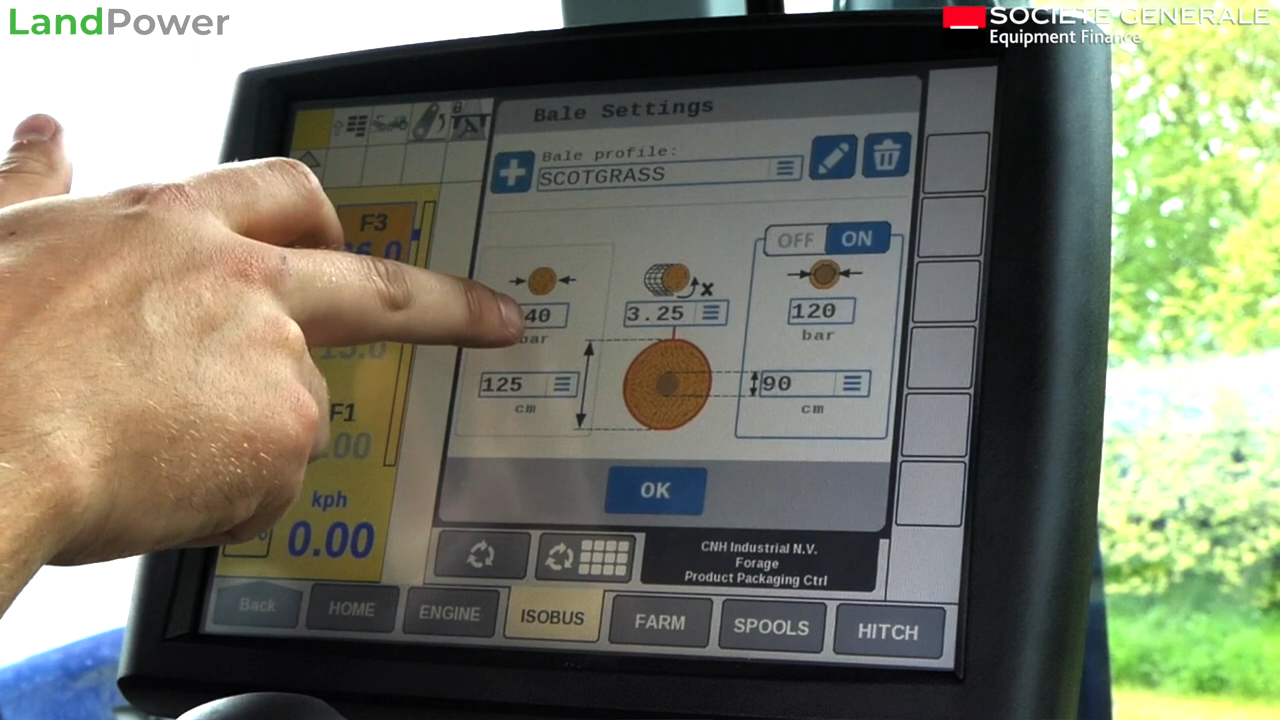 LandPower
SOCIETE GENERALE
Equipment Finance
Bale Settings
Bale profile:
SCOTGRASS
OFF ON
F3
40
bar
3.25
x
120
bar
125
cm
90
cm
F1
OK
kph
0.00
CNH Industrial N.V.
Forage
Product Packaging Ctrl
Back HOME ENGINE ISOBUS FARM SPOOLS HITCH